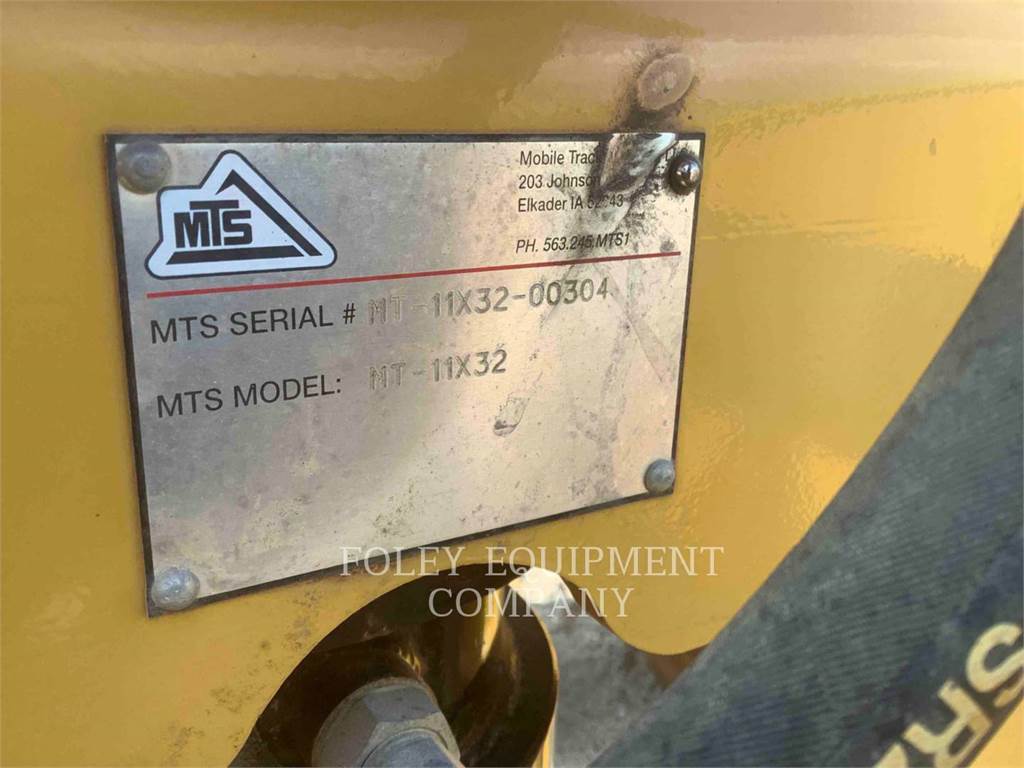 MTS
Mobile
203 Johnson
Elkader IA
PH. 563.245.MTS1
MTS SERIAL # MT-11X32-00304
MTS MODEL: MT-11X32
FOLEY EQUIPMENT
COMPANY